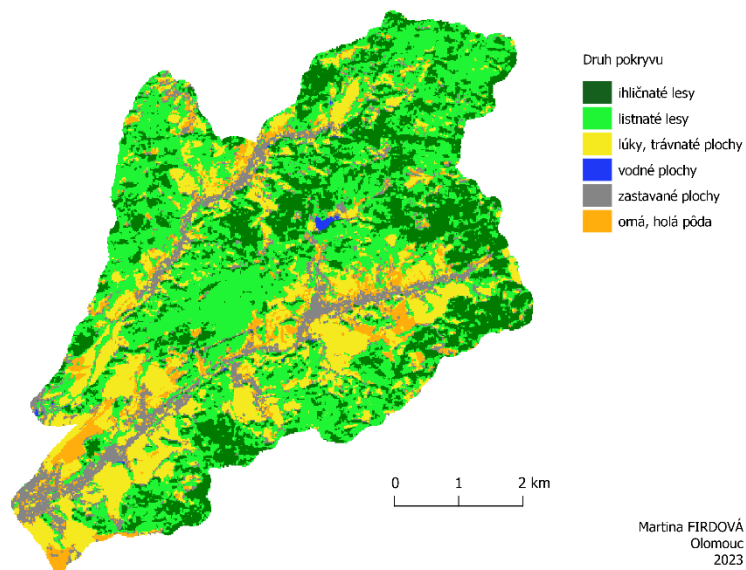 Druh pokryvu
ihličnaté lesy
listnaté lesy
lúky, trávnaté plochy
vodné plochy
zastavané plochy
orná, holá pôda
0 1 2 km
Martina FIRDOVÁ
Olomouc
2023